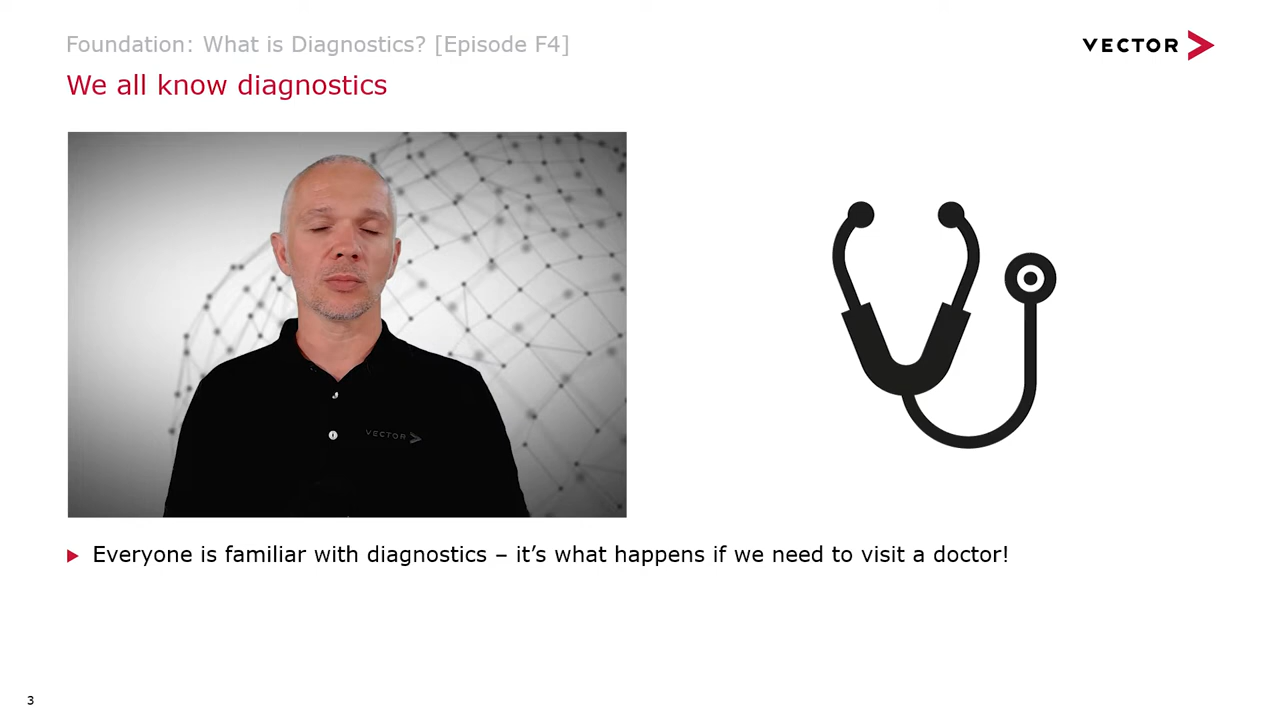 Foundation: What is Diagnostics? [Episode F4]
VECTOR
We all know diagnostics
VECTOR
Everyone is familiar with diagnostics – it's what happens if we need to visit a doctor!
3